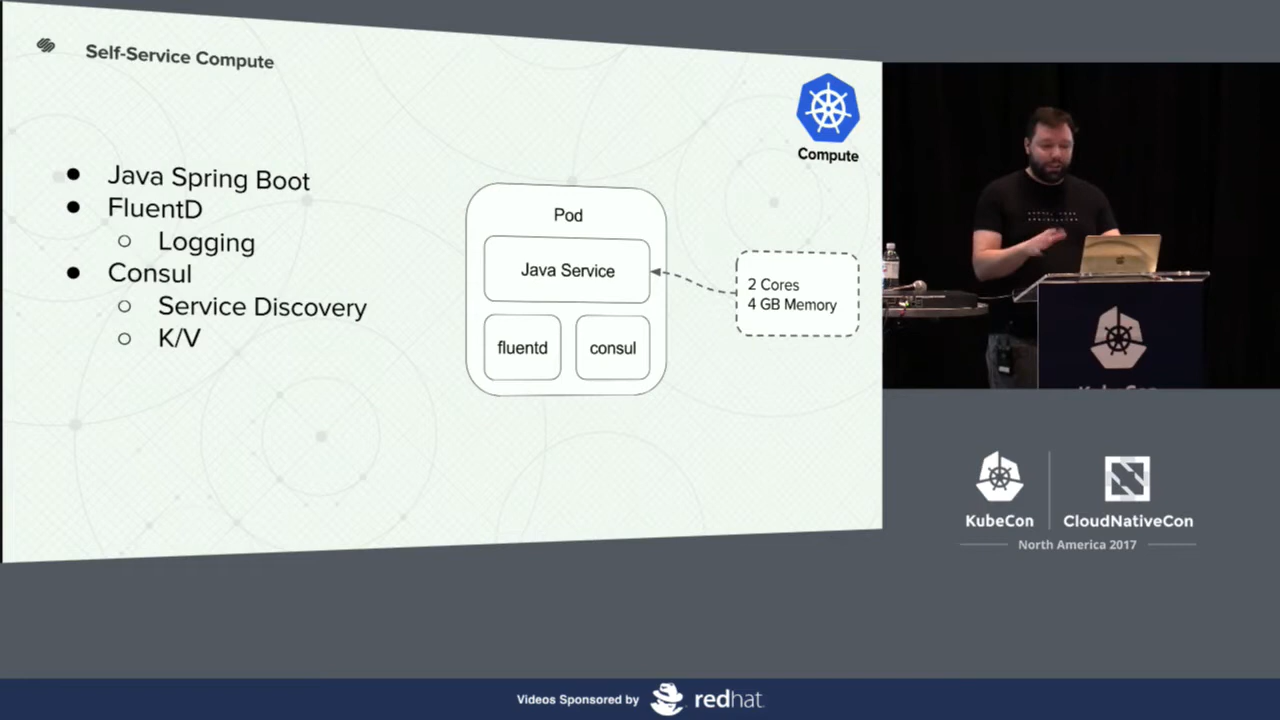 Self-Service Compute
Compute
Java Spring Boot
FluentD
Logging
Consul
Service Discovery
K/V
Pod
Java Service
fluentd
consul
2 Cores
4 GB Memory
KubeCon
CloudNativeCon
North America 2017
Videos Sponsored by
redhat